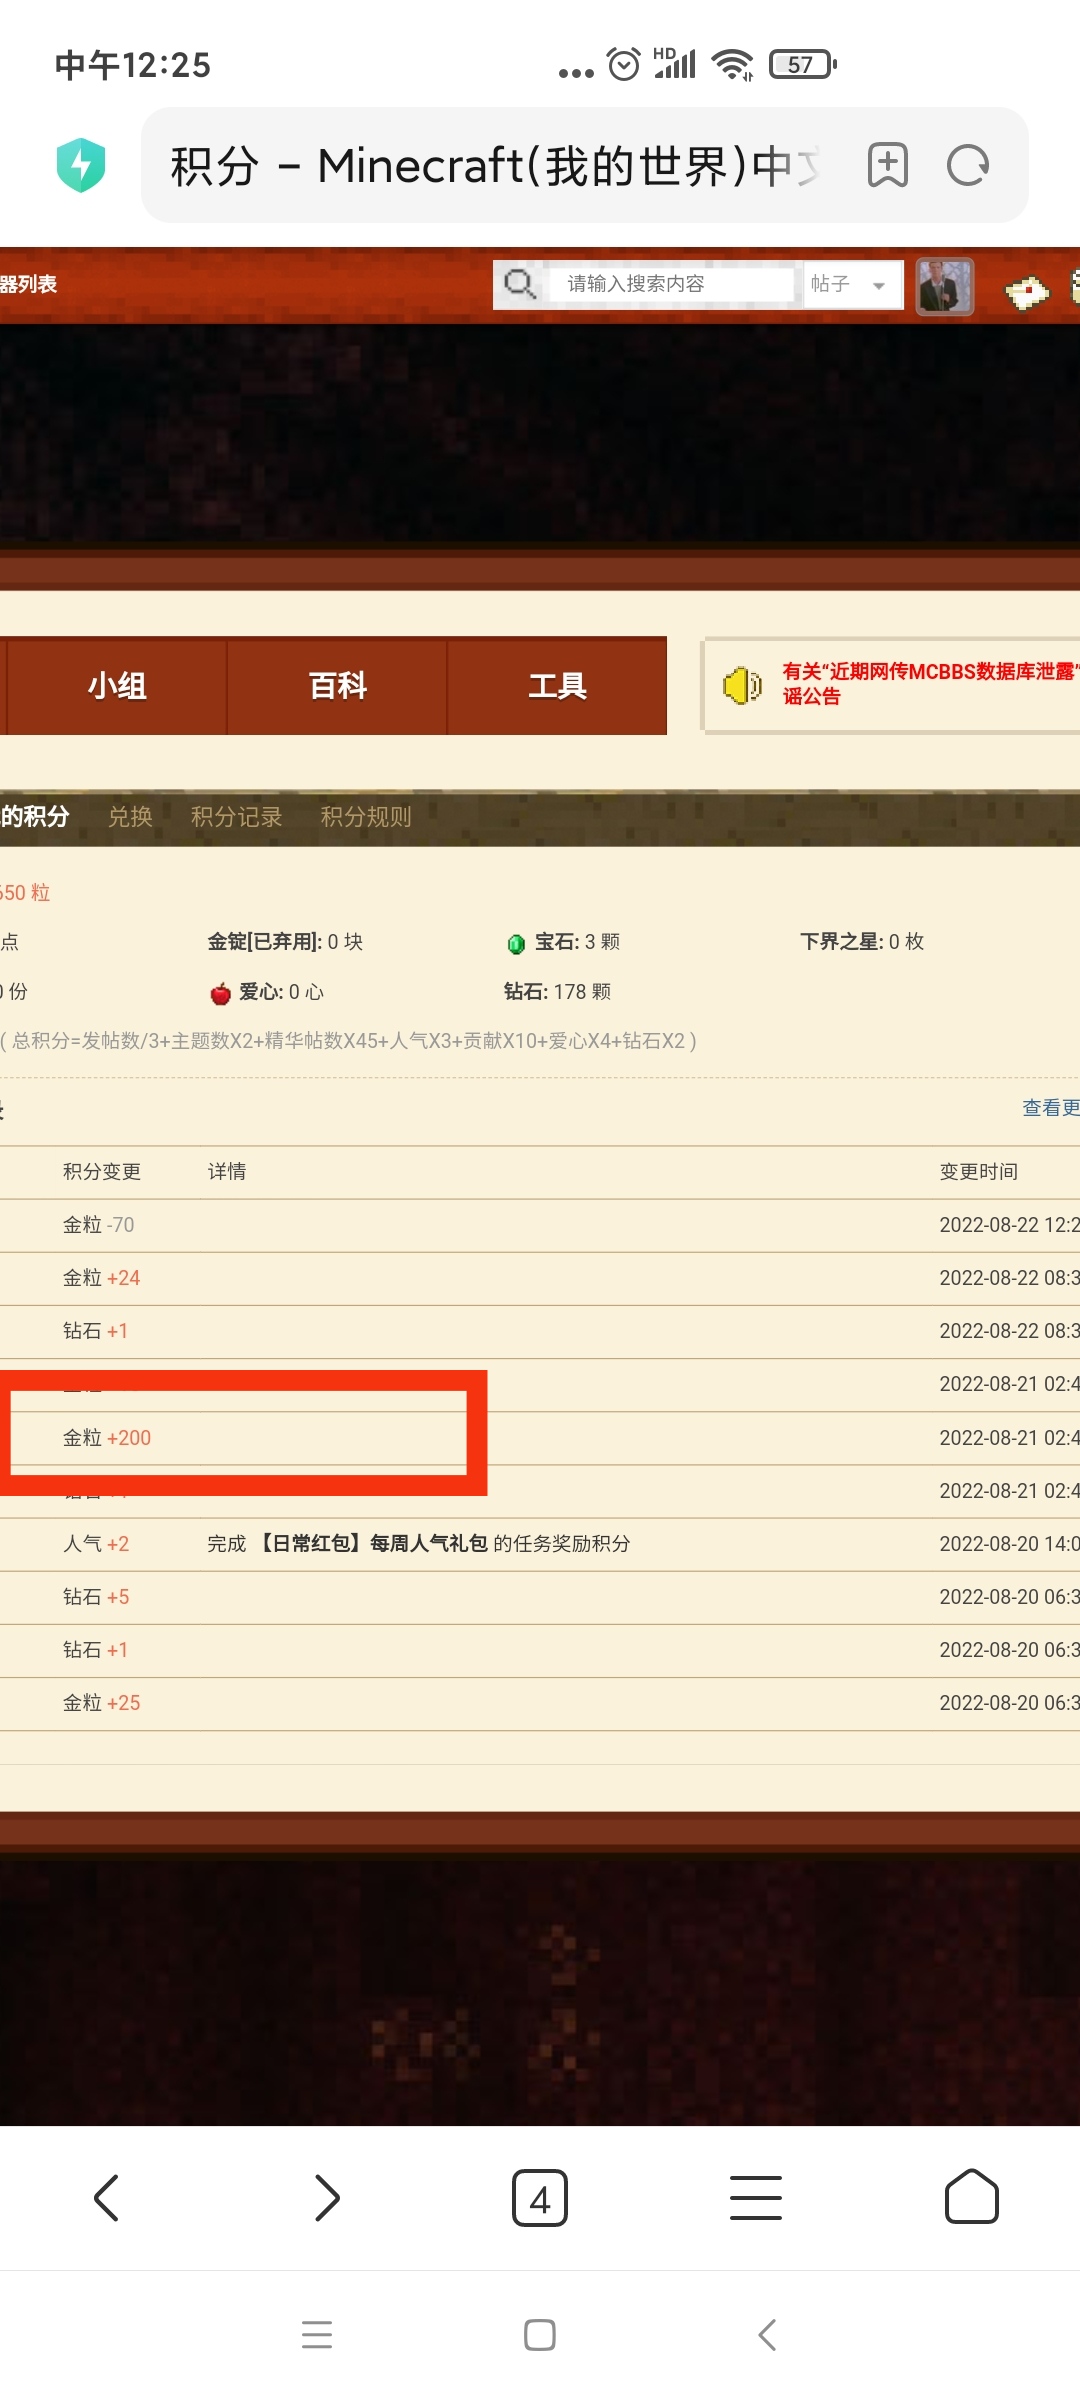 中午12:25
HD
57
积分 – Minecraft(我的世界)中
器列表
请输入搜索内容
帖子
小组
百科
工具
有关“近期网传MCBBS数据库泄露”
谣公告
的积分
兑换
积分记录
积分规则
650 粒
点
金锭[已弃用]: 0 块
宝石: 3 颗
下界之星: 0 枚
0 份
爱心: 0 心
钻石: 178 颗
( 总积分=发帖数/3+主题数X2+精华帖数X45+人气X3+贡献X10+爱心X4+钻石X2 )
查看更
积分变更
详情
变更时间
金粒 -70
2022-08-22 12:2
金粒 +24
2022-08-22 08:3
钻石 +1
2022-08-22 08:3
2022-08-21 02:4
金粒 +200
2022-08-21 02:4
2022-08-21 02:4
人气 +2
完成 【日常红包】每周人气礼包 的任务奖励积分
2022-08-20 14:0
钻石 +5
2022-08-20 06:3
钻石 +1
2022-08-20 06:3
金粒 +25
2022-08-20 06:3
4